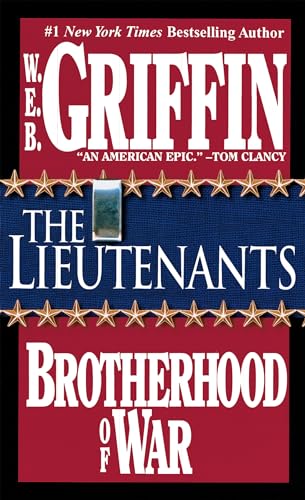 #1 New York Times Bestselling Author
W.E.B.
GRIFFIN
“AN AMERICAN EPIC.” –TOM CLANCY
THE
LIEUTENANTS
BROTHERHOOD
OF WAR